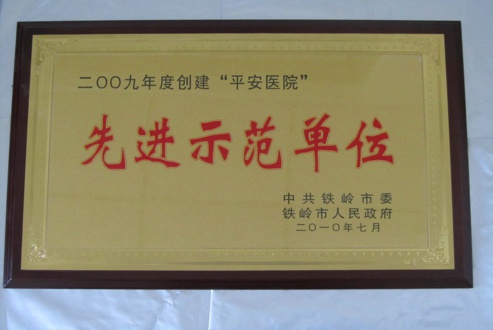 二〇〇九年度创建“平安医院”
先进示范单位
中共铁岭市委
铁岭市人民政府
二〇一〇年七月